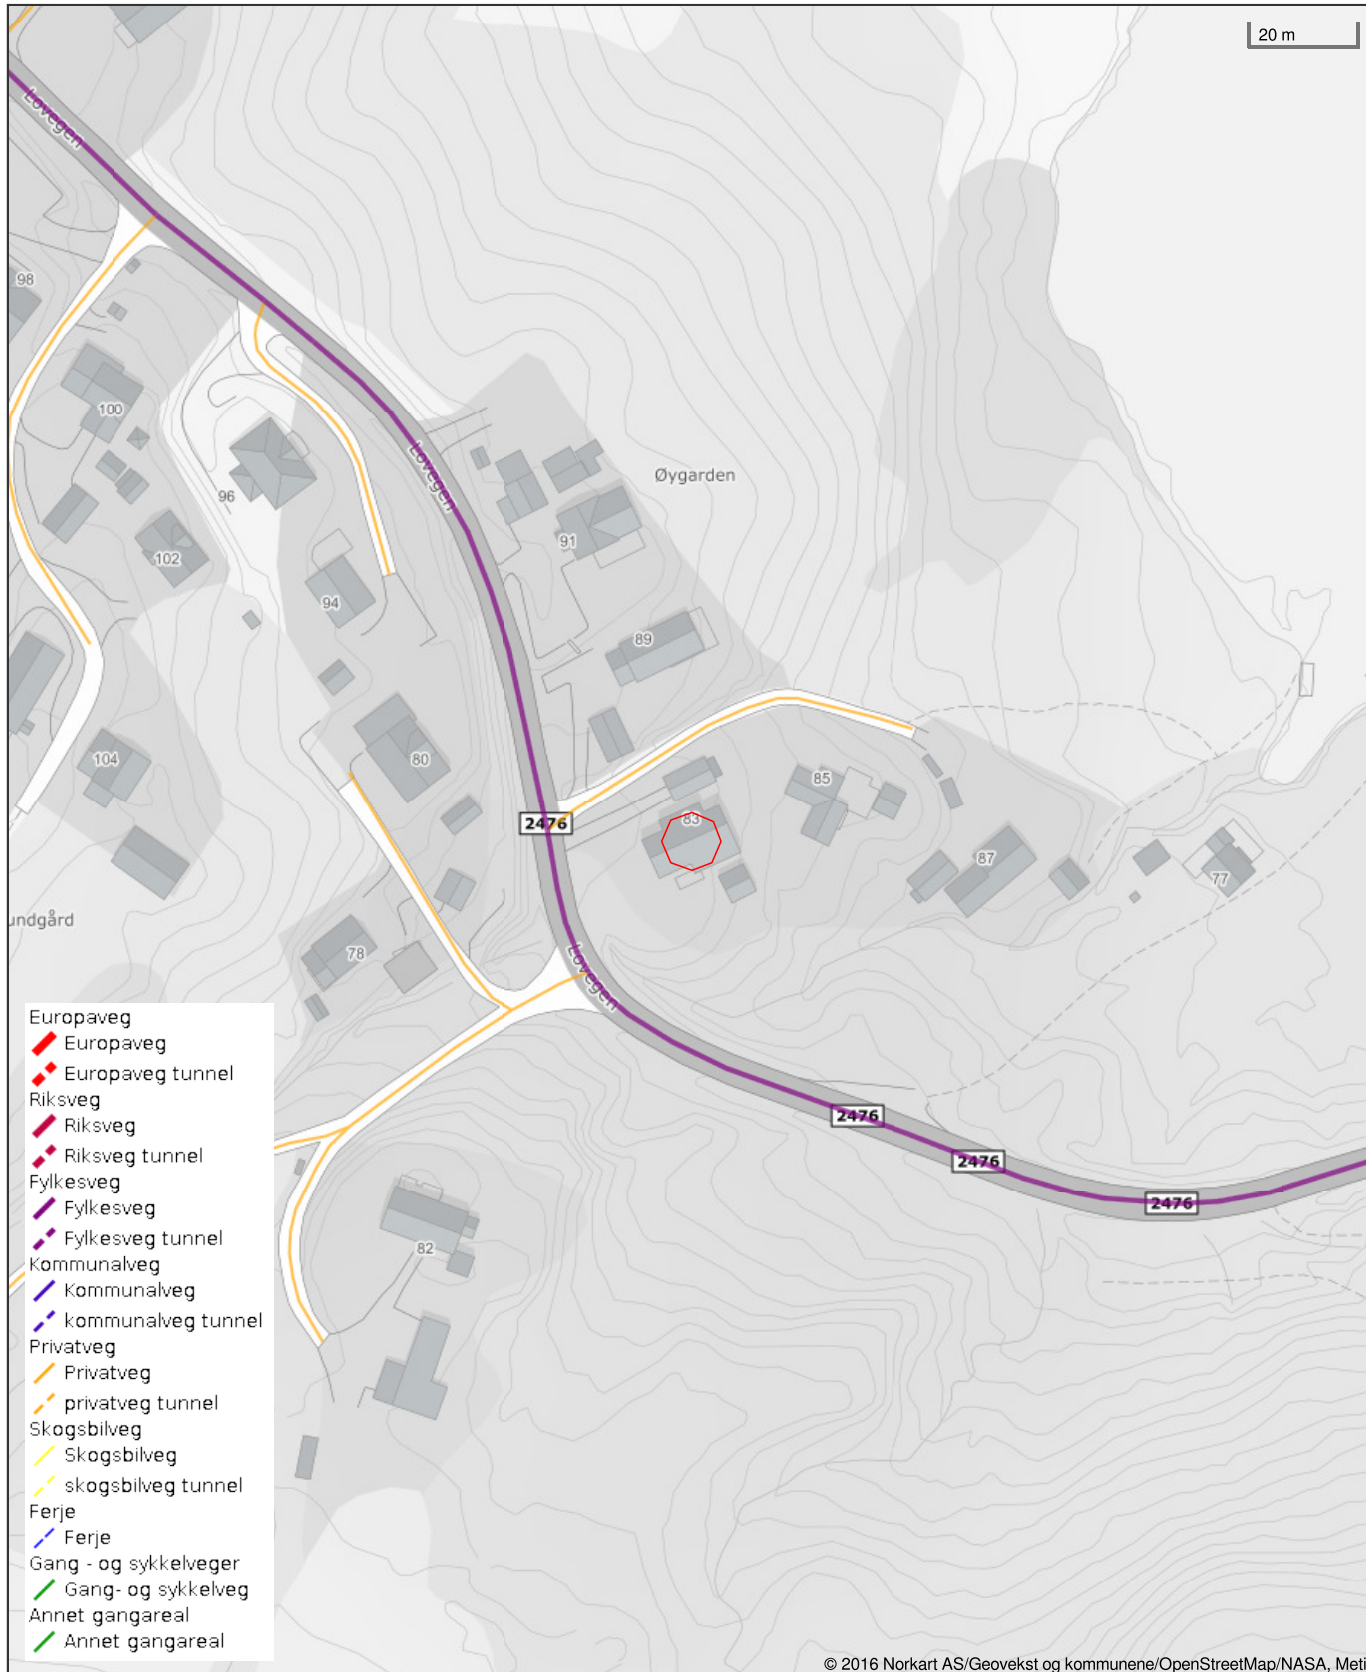 20 m
Lovegen
98
100
96
Lovegen
Øygarden
91
102
94
89
80
104
85
2476
83
87
77
undgård
78
Lovegen
2476
2476
2476
82
Europaveg
Europaveg
Europaveg tunnel
Riksveg
Riksveg
Riksveg tunnel
Fylkesveg
Fylkesveg
Fylkesveg tunnel
Kommunalveg
Kommunalveg
kommunalveg tunnel
Privatveg
Privatveg
privatveg tunnel
Skogsbilveg
Skogsbilveg
skogsbilveg tunnel
Ferje
Ferje
Gang - og sykkelveger
Gang- og sykkelveg
Annet gangareal
Annet gangareal
© 2016 Norkart AS/Geovekst og kommunene/OpenStreetMap/NASA, Meti